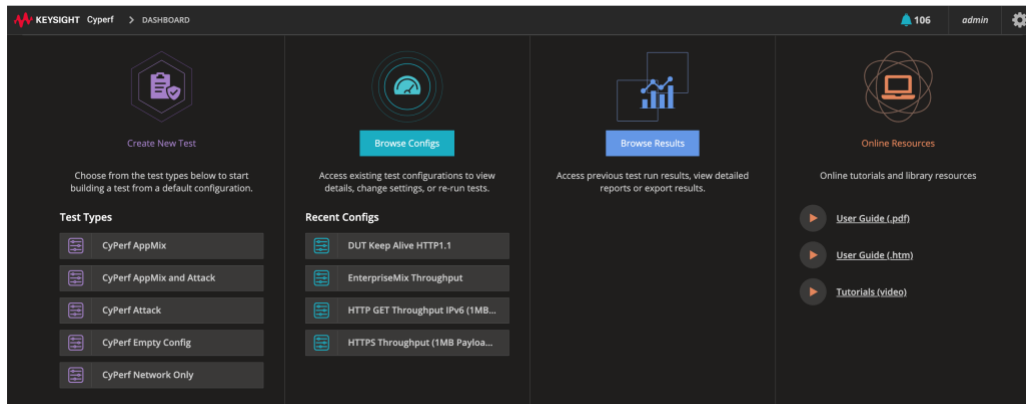 KEYSIGHT Cyperf > DASHBOARD
106
admin
Create New Test
Choose from the test types below to start
building a test from a default configuration.
Test Types
CyPerf AppMix
CyPerf AppMix and Attack
CyPerf Attack
CyPerf Empty Config
CyPerf Network Only
Browse Configs
Access existing test configurations to view
details, change settings, or re-run tests.
Recent Configs
DUT Keep Alive HTTP1.1
EnterpriseMix Throughput
HTTP GET Throughput IPv6 (1MB...
HTTPS Throughput (1MB Payloa...
Browse Results
Access previous test run results, view detailed
reports or export results.
Online Resources
Online tutorials and library resources
User Guide (.pdf)
User Guide (.htm)
Tutorials (video)